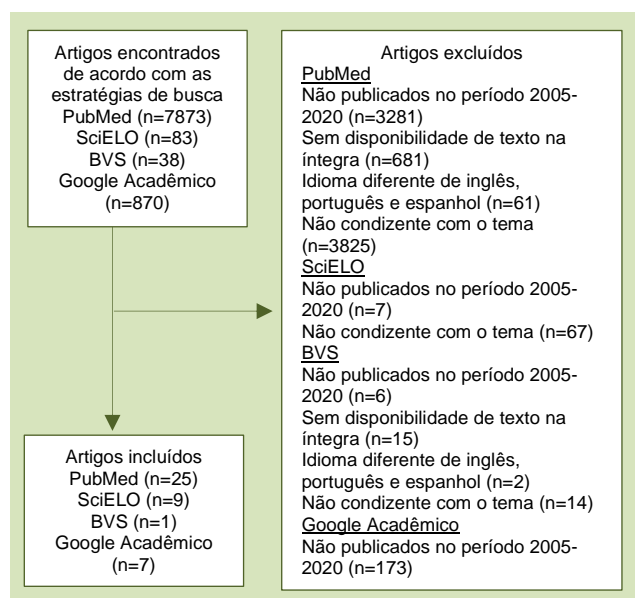 Artigos encontrados
de acordo com as
estratégias de busca
PubMed (n=7873)
SciELO (n=83)
BVS (n=38)
Google Acadêmico
(n=870)
Artigos excluídos
PubMed
Não publicados no período 2005-
2020 (n=3281)
Sem disponibilidade de texto na
íntegra (n=681)
Idioma diferente de inglês,
português e espanhol (n=61)
Não condizente com o tema
(n=3825)
SciELO
Não publicados no período 2005-
2020 (n=7)
Não condizente com o tema (n=67)
BVS
Não publicados no período 2005-
2020 (n=6)
Sem disponibilidade de texto na
íntegra (n=15)
Idioma diferente de inglês,
português e espanhol (n=2)
Não condizente com o tema (n=14)
Google Acadêmico
Não publicados no período 2005-
2020 (n=173)
Artigos incluídos
PubMed (n=25)
SciELO (n=9)
BVS (n=1)
Google Acadêmico
(n=7)